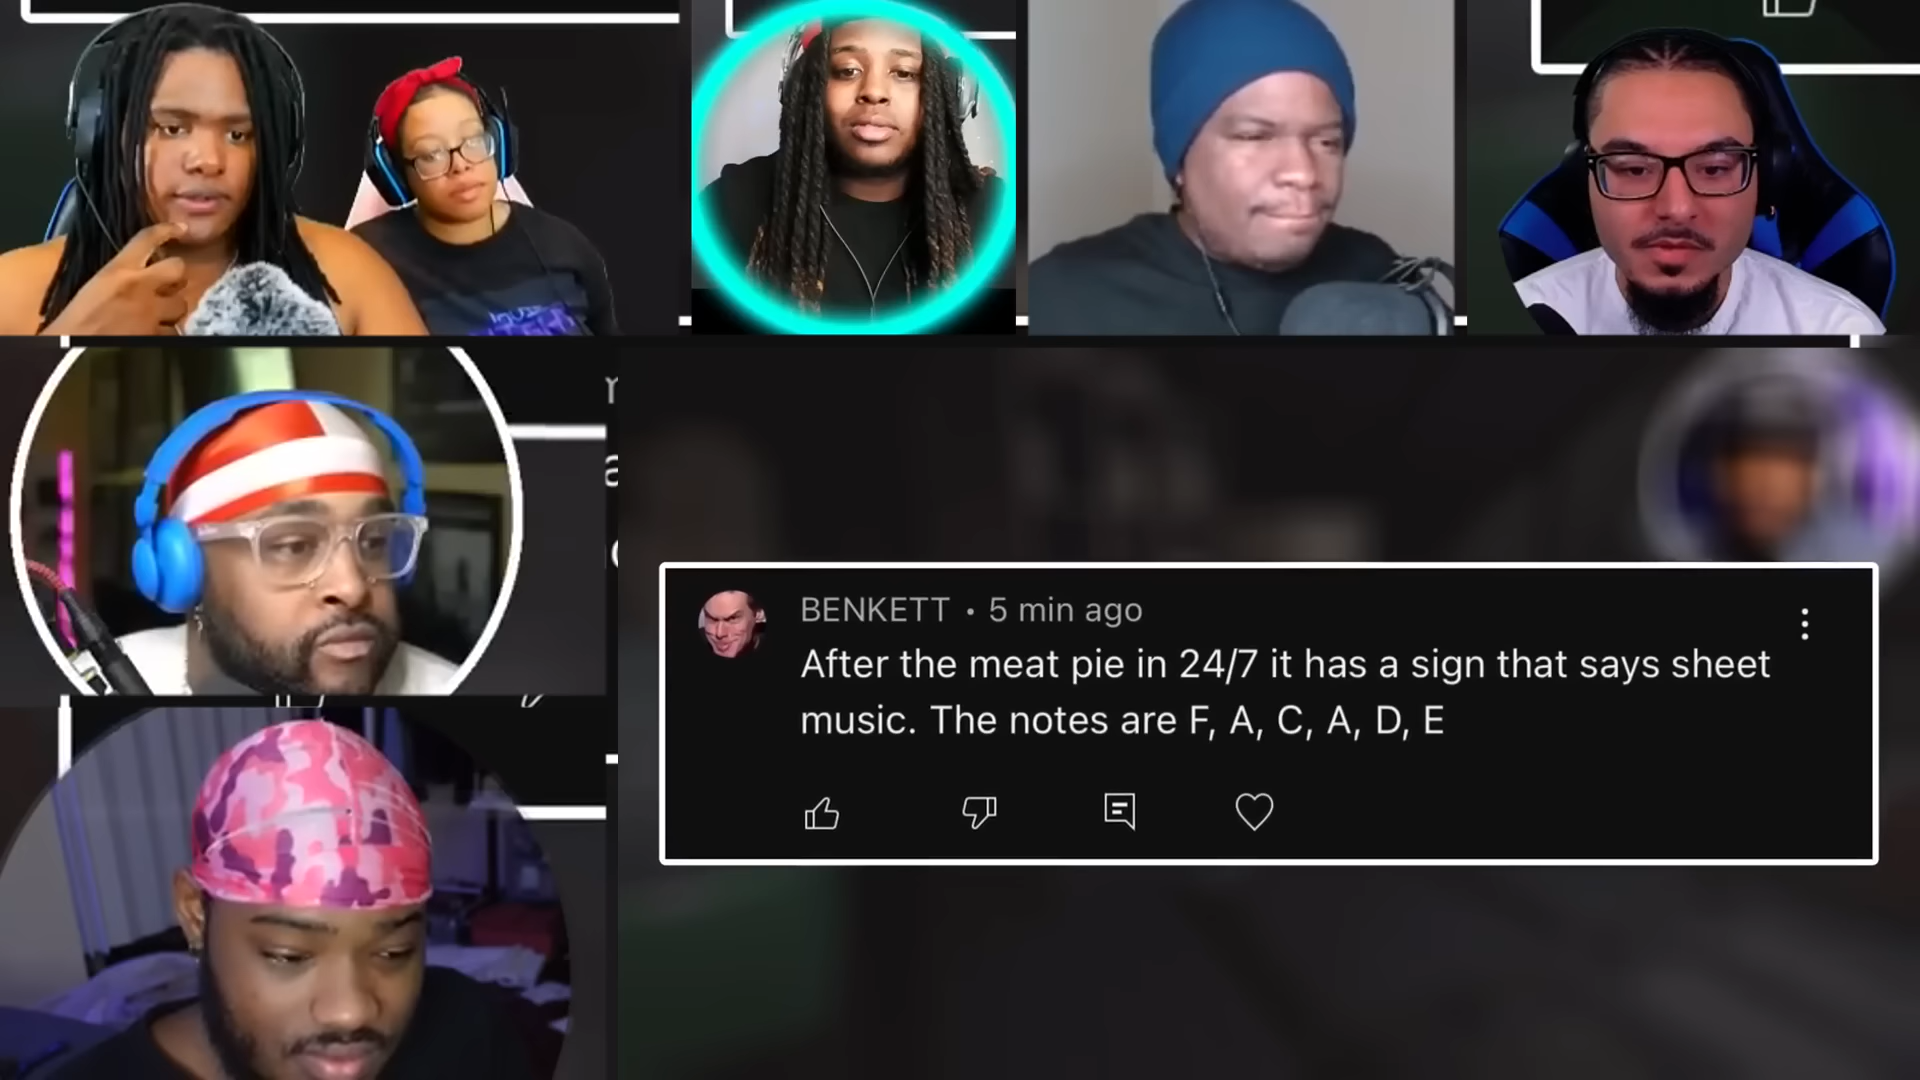 BENKETT • 5 min ago
After the meat pie in 24/7 it has a sign that says sheet
music. The notes are F, A, C, A, D, E